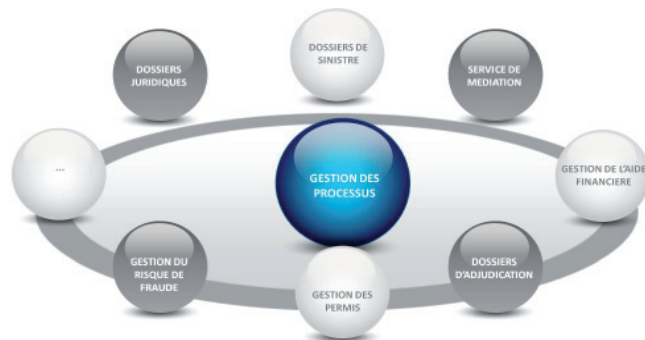 DOSSIERS DE
SINISTRE
DOSSIERS
JURIDIQUES
SERVICE DE
MEDIATION
...
GESTION DES
PROCESSUS
GESTION DE L'AIDE
FINANCIERE
GESTION DU
RISQUE DE
FRAUDE
DOSSIERS
D'ADJUDICATION
GESTION DES
PERMIS